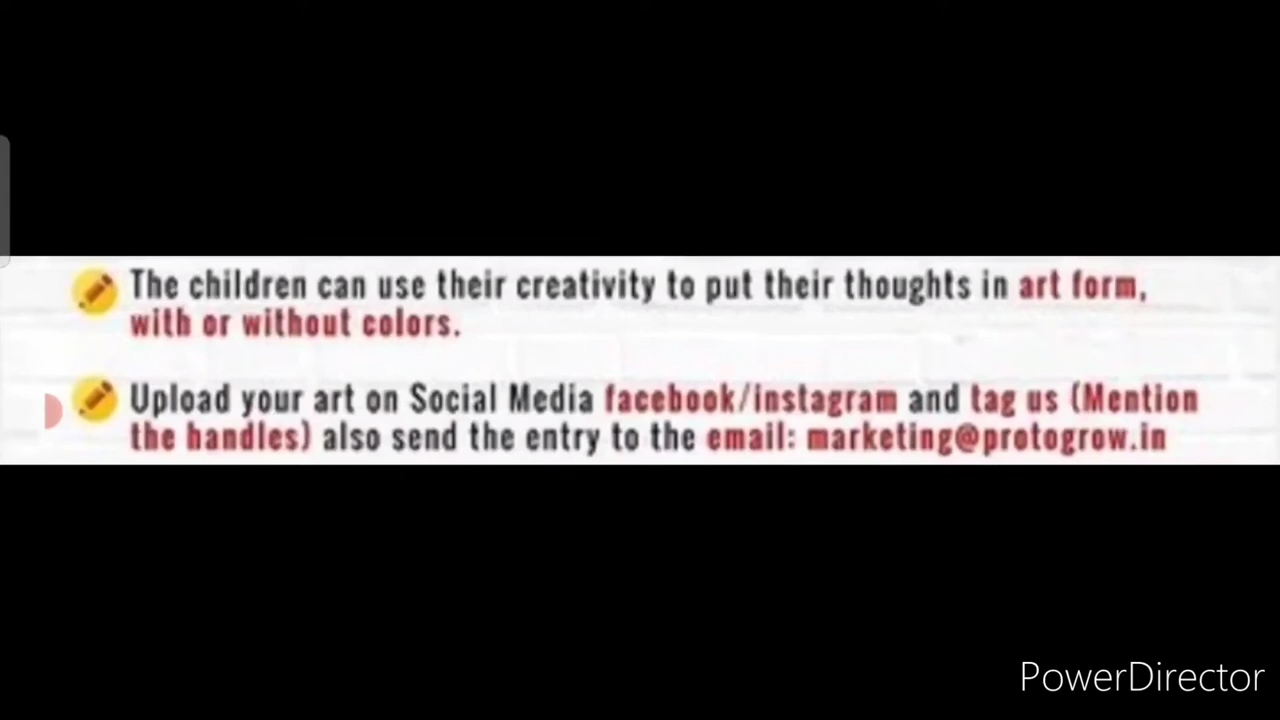 The children can use their creativity to put their thoughts in art form,
with or without colors.
Upload your art on Social Media facebook/instagram and tag us (Mention
the handles) also send the entry to the email: marketing@protogrow.in
PowerDirector